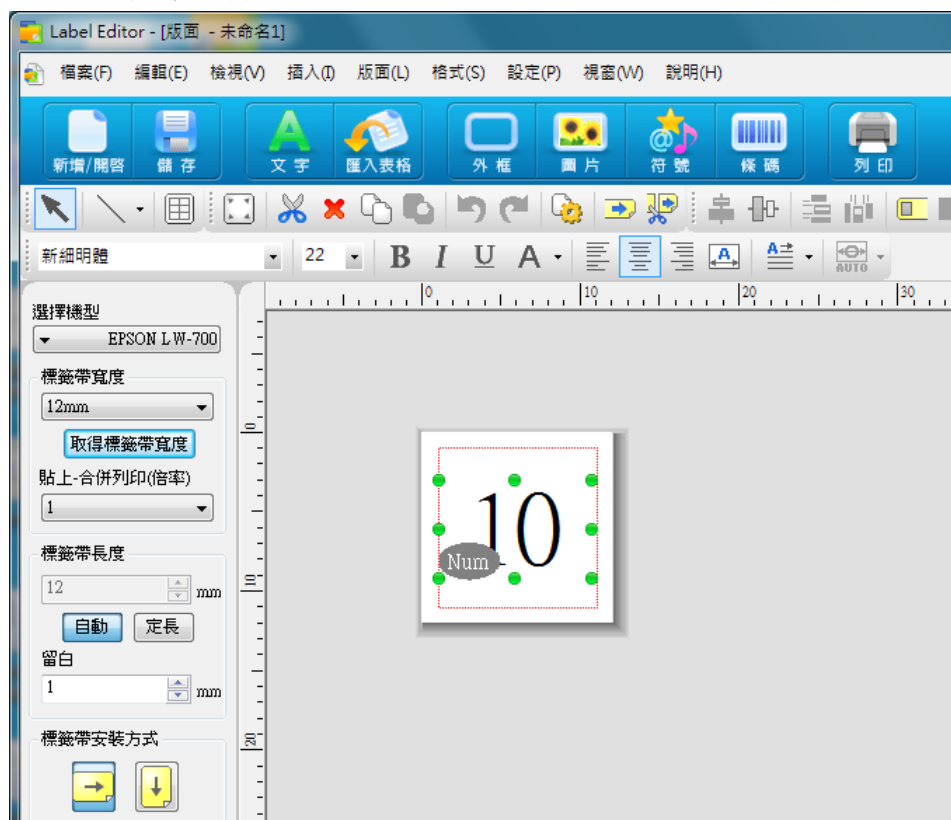 Label Editor - [版面 - 未命名1]
檔案(F) 編輯(E) 檢視(V) 插入(I) 版面(L) 格式(S) 設定(P) 視窗(W) 說明(H)
新增/開啓 儲存 文字 匯入表格 外框 圖片 符號 條碼 列印
新細明體 22 B I U A A A AUTO
0 10 20 30
選擇機型
EPSON LW-700
標籤帶寬度
12mm
取得標籤帶寬度
貼上-合併列印(倍率)
1
標籤帶長度
12 mm
自動 定長
留白
1 mm
標籤帶安裝方式
0
10
20
10
Num